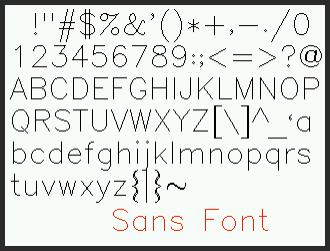 !"#$%&'()*+,-./0
123456789:;<=>?@
ABCDEFGHIJKLMNOP
QRSTUVWXYZ[\]^_`a
bcdefghijklmnopqrs
tuvwxyz{|}~
Sans Font